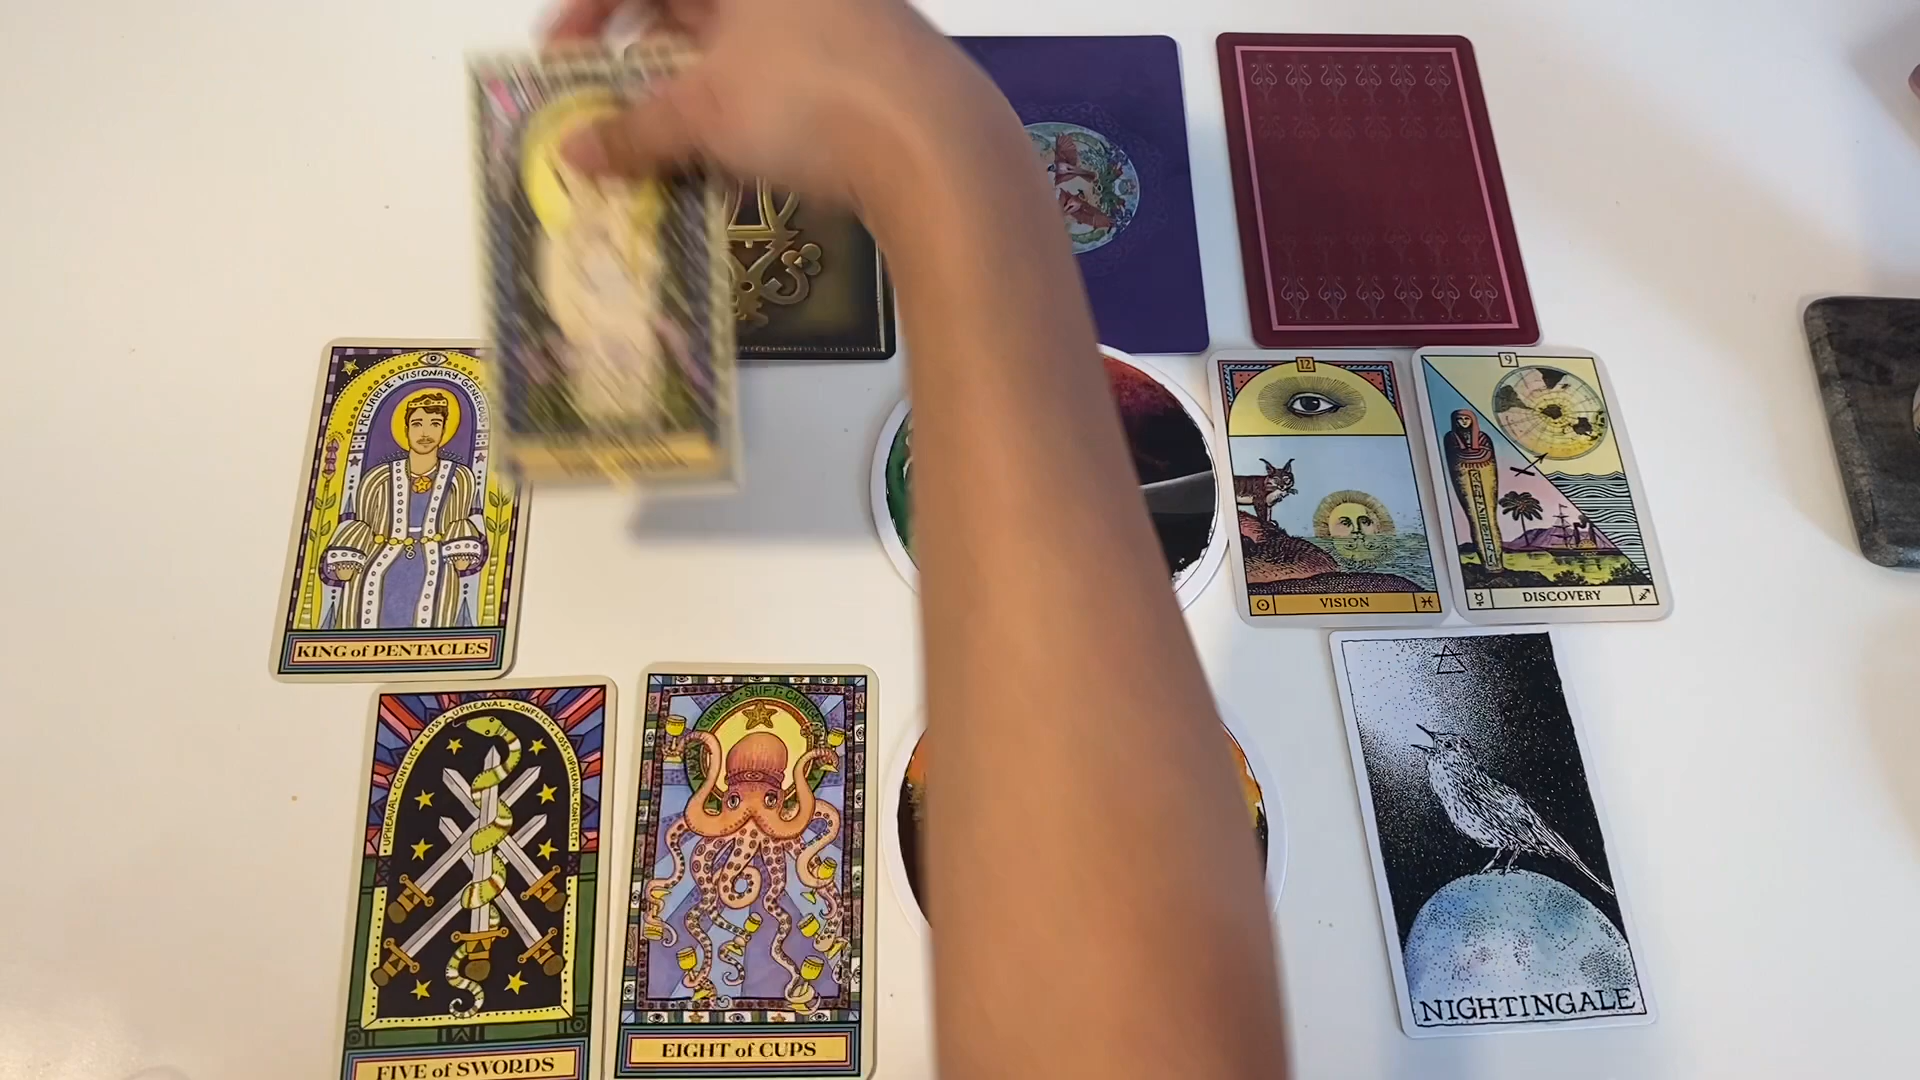 RELIABLE · VISIONARY · GENEROUS
KING of PENTACLES
12
VISION
9
DISCOVERY
· UPHEAVAL · CONFLICT · LOSS · UPHEAVAL · CONFLICT · LOSS · UPHEAVAL · CONFLICT ·
FIVE of SWORDS
CHANGE · SHIFT ·
EIGHT of CUPS
NIGHTINGALE